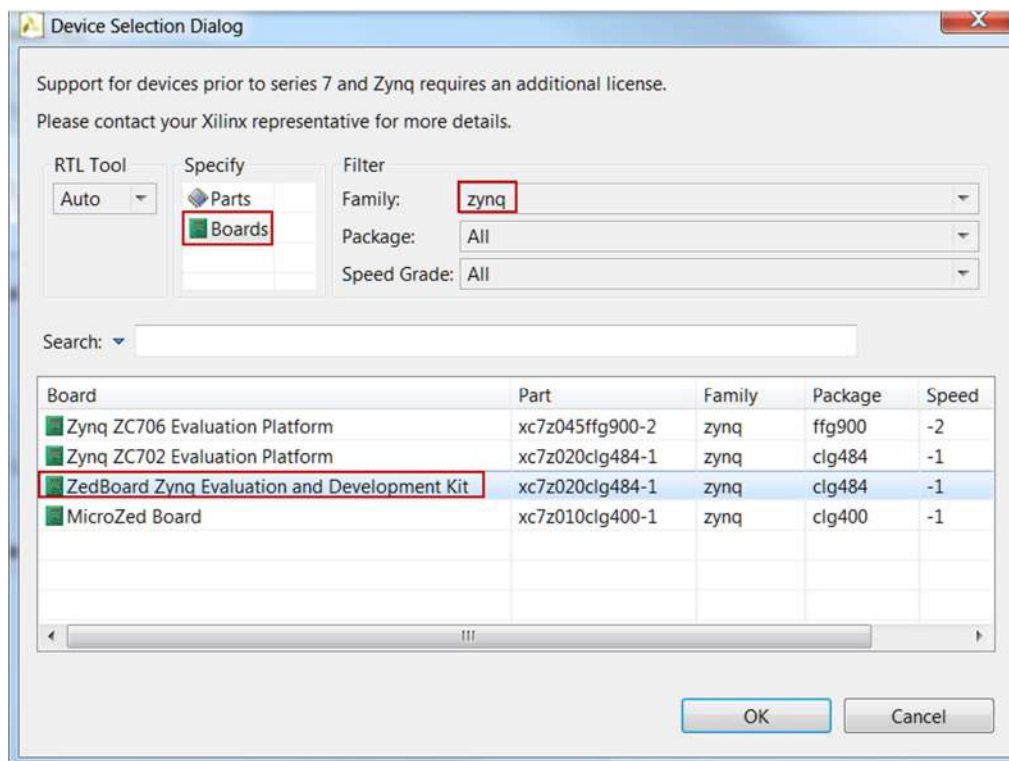 Device Selection Dialog
Support for devices prior to series 7 and Zynq requires an additional license.
Please contact your Xilinx representative for more details.
RTL Tool Specify Filter
Auto Parts Family: zynq
Boards Package: All
Speed Grade: All
Search:
Board Part Family Package Speed
Zynq ZC706 Evaluation Platform xc7z045ffg900-2 zynq ffg900 -2
Zynq ZC702 Evaluation Platform xc7z020clg484-1 zynq clg484 -1
ZedBoard Zynq Evaluation and Development Kit xc7z020clg484-1 zynq clg484 -1
MicroZed Board xc7z010clg400-1 zynq clg400 -1
OK Cancel